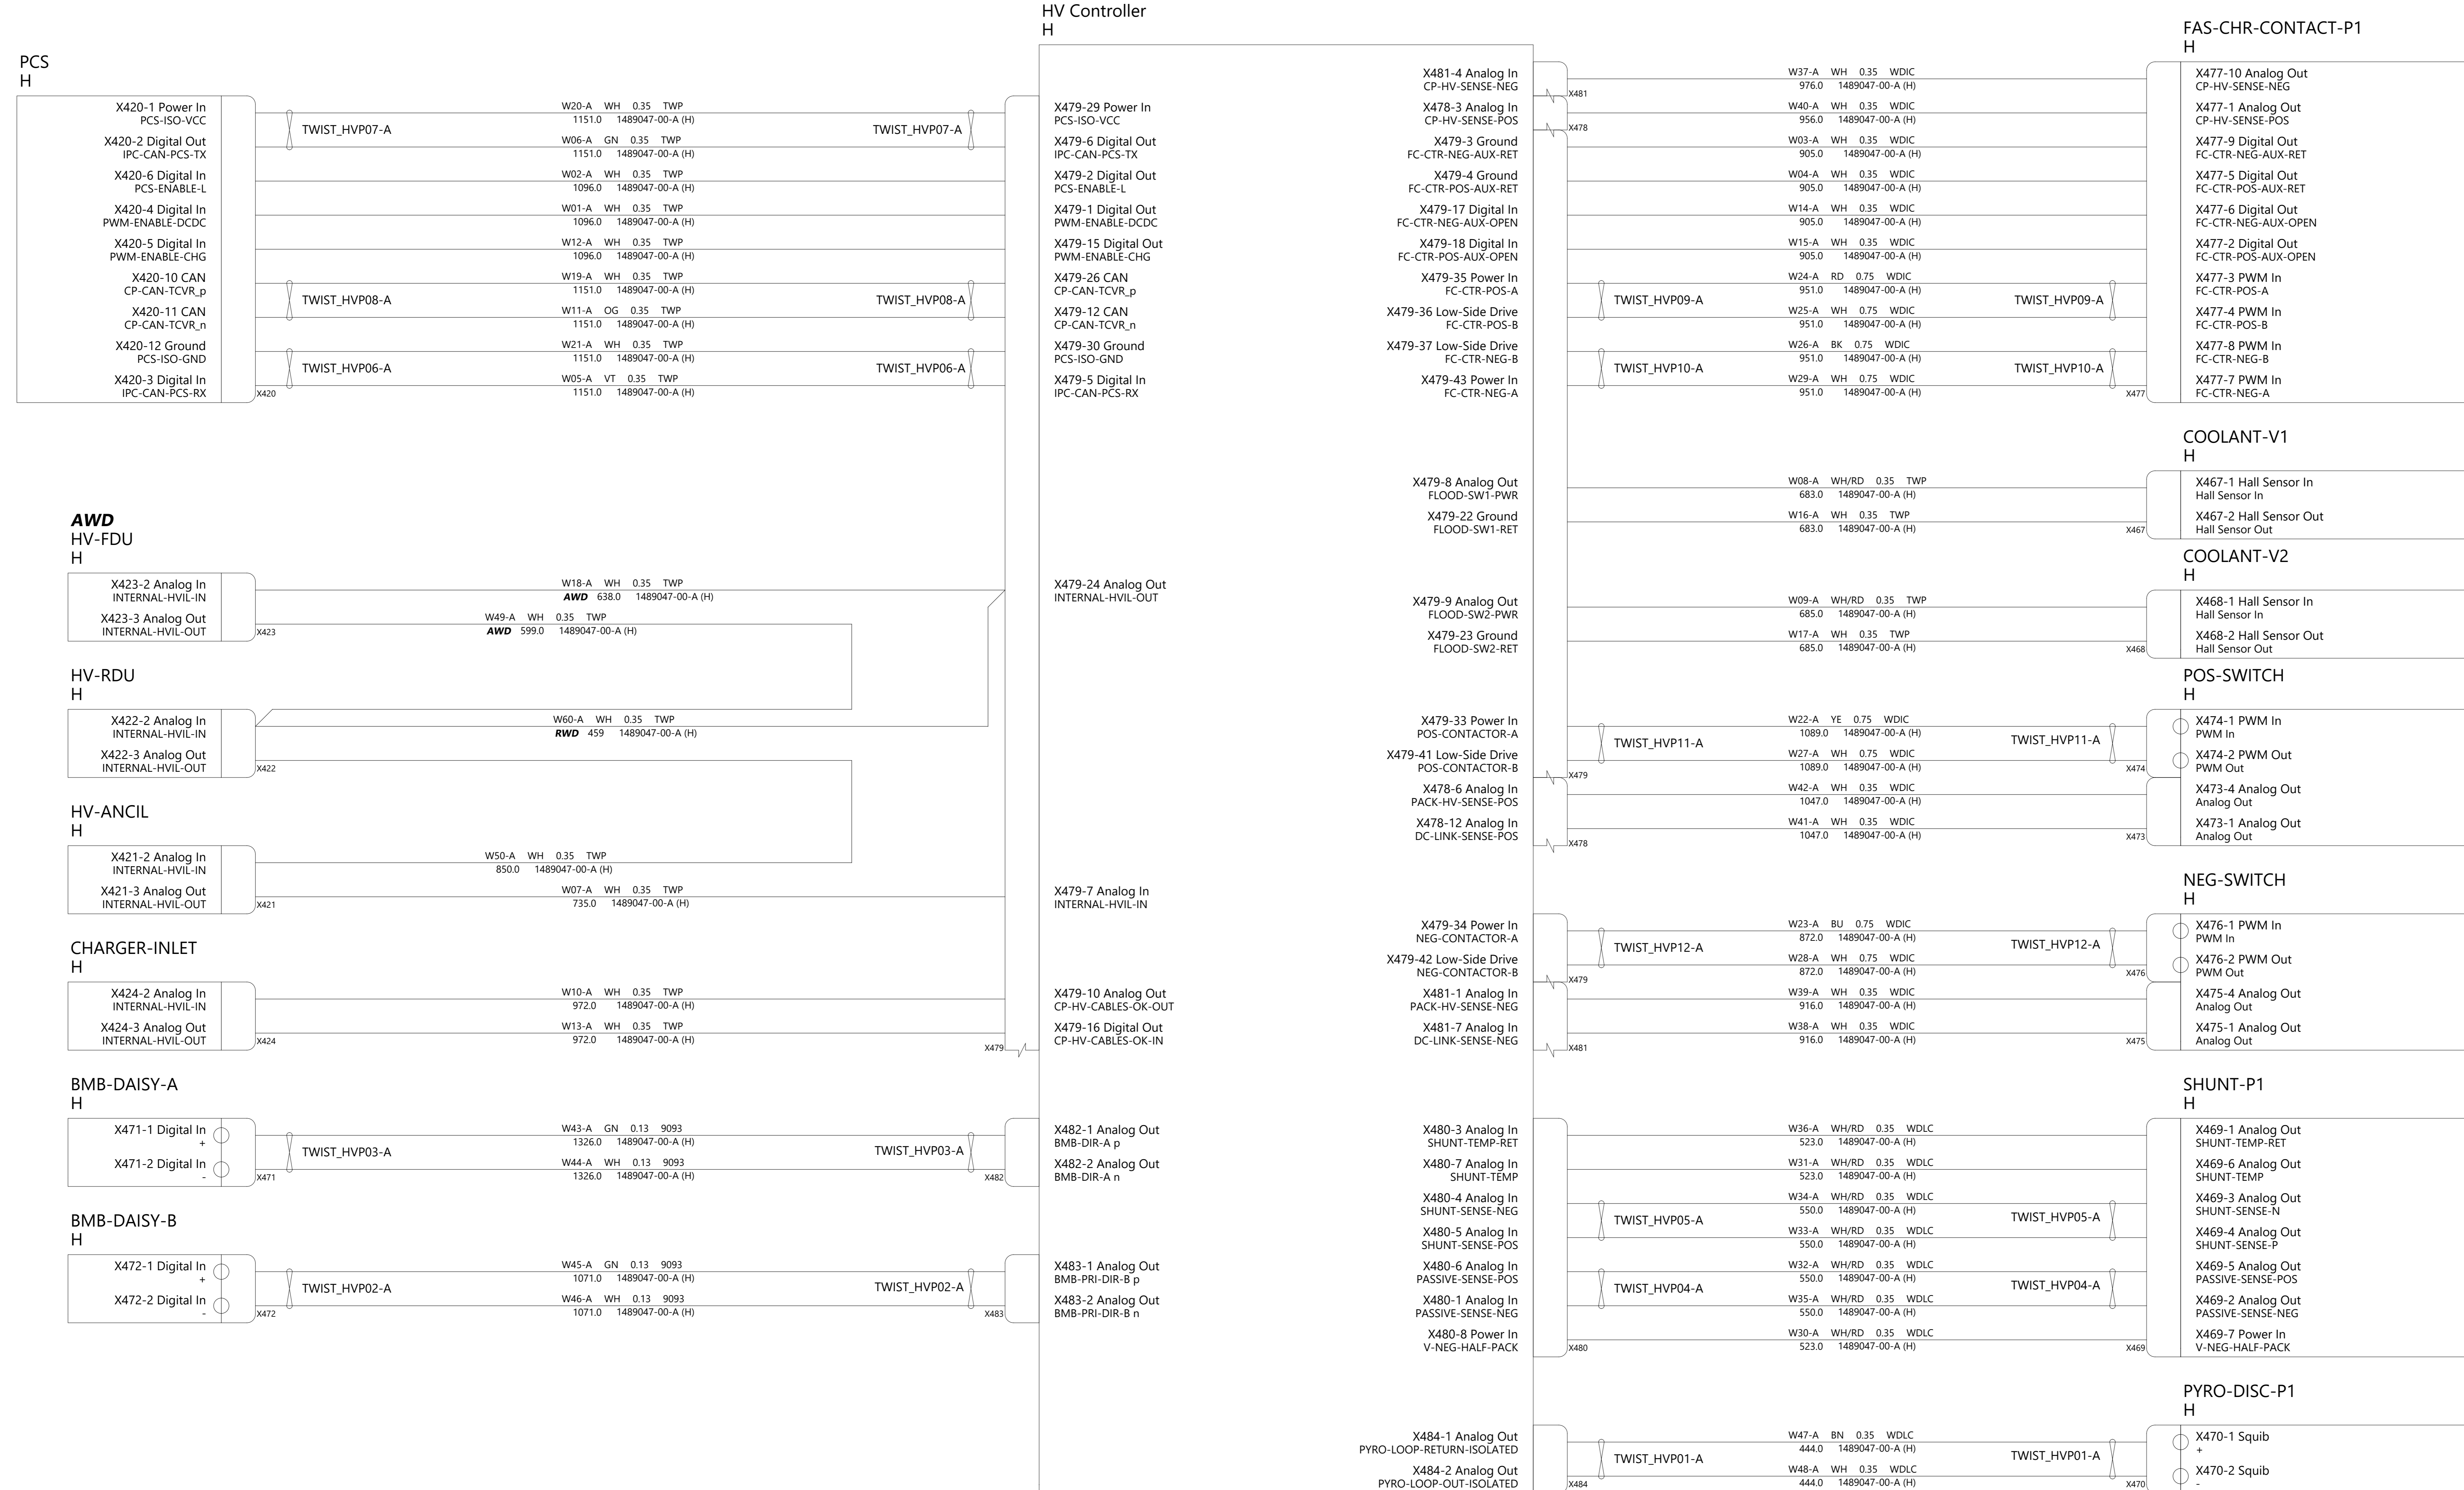 HV Controller
H
PCS
H
X420-1 Power In
PCS-ISO-VCC
X420-2 Digital Out
IPC-CAN-PCS-TX
X420-6 Digital In
PCS-ENABLE-L
X420-4 Digital In
PWM-ENABLE-DCDC
X420-5 Digital In
PWM-ENABLE-CHG
X420-10 CAN
CP-CAN-TCVR_p
X420-11 CAN
CP-CAN-TCVR_n
X420-12 Ground
PCS-ISO-GND
X420-3 Digital In
IPC-CAN-PCS-RX
X420
TWIST_HVP07-A
TWIST_HVP08-A
TWIST_HVP06-A
W20-A WH 0.35 TWP
1151.0 1489047-00-A (H)
W06-A GN 0.35 TWP
1151.0 1489047-00-A (H)
W02-A WH 0.35 TWP
1096.0 1489047-00-A (H)
W01-A WH 0.35 TWP
1096.0 1489047-00-A (H)
W12-A WH 0.35 TWP
1096.0 1489047-00-A (H)
W19-A WH 0.35 TWP
1151.0 1489047-00-A (H)
W11-A OG 0.35 TWP
1151.0 1489047-00-A (H)
W21-A WH 0.35 TWP
1151.0 1489047-00-A (H)
W05-A VT 0.35 TWP
1151.0 1489047-00-A (H)
TWIST_HVP07-A
TWIST_HVP08-A
TWIST_HVP06-A
X479-29 Power In
PCS-ISO-VCC
X479-6 Digital Out
IPC-CAN-PCS-TX
X479-2 Digital Out
PCS-ENABLE-L
X479-1 Digital Out
PWM-ENABLE-DCDC
X479-15 Digital Out
PWM-ENABLE-CHG
X479-26 CAN
CP-CAN-TCVR_p
X479-12 CAN
CP-CAN-TCVR_n
X479-30 Ground
PCS-ISO-GND
X479-5 Digital In
IPC-CAN-PCS-RX
AWD
HV-FDU
H
X423-2 Analog In
INTERNAL-HVIL-IN
X423-3 Analog Out
INTERNAL-HVIL-OUT
X423
W18-A WH 0.35 TWP
AWD 638.0 1489047-00-A (H)
W49-A WH 0.35 TWP
AWD 599.0 1489047-00-A (H)
X479-24 Analog Out
INTERNAL-HVIL-OUT
HV-RDU
H
X422-2 Analog In
INTERNAL-HVIL-IN
X422-3 Analog Out
INTERNAL-HVIL-OUT
X422
W60-A WH 0.35 TWP
RWD 459 1489047-00-A (H)
HV-ANCIL
H
X421-2 Analog In
INTERNAL-HVIL-IN
X421-3 Analog Out
INTERNAL-HVIL-OUT
X421
W50-A WH 0.35 TWP
850.0 1489047-00-A (H)
W07-A WH 0.35 TWP
735.0 1489047-00-A (H)
X479-7 Analog In
INTERNAL-HVIL-IN
CHARGER-INLET
H
X424-2 Analog In
INTERNAL-HVIL-IN
X424-3 Analog Out
INTERNAL-HVIL-OUT
X424
W10-A WH 0.35 TWP
972.0 1489047-00-A (H)
W13-A WH 0.35 TWP
972.0 1489047-00-A (H)
X479-10 Analog Out
CP-HV-CABLES-OK-OUT
X479-16 Digital Out
CP-HV-CABLES-OK-IN
X479
BMB-DAISY-A
H
X471-1 Digital In
+
X471-2 Digital In
-
X471
TWIST_HVP03-A
W43-A GN 0.13 9093
1326.0 1489047-00-A (H)
W44-A WH 0.13 9093
1326.0 1489047-00-A (H)
TWIST_HVP03-A
X482
X482-1 Analog Out
BMB-DIR-A p
X482-2 Analog Out
BMB-DIR-A n
BMB-DAISY-B
H
X472-1 Digital In
+
X472-2 Digital In
-
X472
TWIST_HVP02-A
W45-A GN 0.13 9093
1071.0 1489047-00-A (H)
W46-A WH 0.13 9093
1071.0 1489047-00-A (H)
TWIST_HVP02-A
X483
X483-1 Analog Out
BMB-PRI-DIR-B p
X483-2 Analog Out
BMB-PRI-DIR-B n
X481-4 Analog In
CP-HV-SENSE-NEG
X481
X478-3 Analog In
CP-HV-SENSE-POS
X478
X479-3 Ground
FC-CTR-NEG-AUX-RET
X479-4 Ground
FC-CTR-POS-AUX-RET
X479-17 Digital In
FC-CTR-NEG-AUX-OPEN
X479-18 Digital In
FC-CTR-POS-AUX-OPEN
X479-35 Power In
FC-CTR-POS-A
X479-36 Low-Side Drive
FC-CTR-POS-B
X479-37 Low-Side Drive
FC-CTR-NEG-B
X479-43 Power In
FC-CTR-NEG-A
TWIST_HVP09-A
TWIST_HVP10-A
W37-A WH 0.35 WDIC
976.0 1489047-00-A (H)
W40-A WH 0.35 WDIC
956.0 1489047-00-A (H)
W03-A WH 0.35 WDIC
905.0 1489047-00-A (H)
W04-A WH 0.35 WDIC
905.0 1489047-00-A (H)
W14-A WH 0.35 WDIC
905.0 1489047-00-A (H)
W15-A WH 0.35 WDIC
905.0 1489047-00-A (H)
W24-A RD 0.75 WDIC
951.0 1489047-00-A (H)
W25-A WH 0.75 WDIC
951.0 1489047-00-A (H)
W26-A BK 0.75 WDIC
951.0 1489047-00-A (H)
W29-A WH 0.75 WDIC
951.0 1489047-00-A (H)
TWIST_HVP09-A
TWIST_HVP10-A
X477
FAS-CHR-CONTACT-P1
H
X477-10 Analog Out
CP-HV-SENSE-NEG
X477-1 Analog Out
CP-HV-SENSE-POS
X477-9 Digital Out
FC-CTR-NEG-AUX-RET
X477-5 Digital Out
FC-CTR-POS-AUX-RET
X477-6 Digital Out
FC-CTR-NEG-AUX-OPEN
X477-2 Digital Out
FC-CTR-POS-AUX-OPEN
X477-3 PWM In
FC-CTR-POS-A
X477-4 PWM In
FC-CTR-POS-B
X477-8 PWM In
FC-CTR-NEG-B
X477-7 PWM In
FC-CTR-NEG-A
X479-8 Analog Out
FLOOD-SW1-PWR
X479-22 Ground
FLOOD-SW1-RET
W08-A WH/RD 0.35 TWP
683.0 1489047-00-A (H)
W16-A WH 0.35 TWP
683.0 1489047-00-A (H)
X467
COOLANT-V1
H
X467-1 Hall Sensor In
Hall Sensor In
X467-2 Hall Sensor Out
Hall Sensor Out
X479-9 Analog Out
FLOOD-SW2-PWR
X479-23 Ground
FLOOD-SW2-RET
W09-A WH/RD 0.35 TWP
685.0 1489047-00-A (H)
W17-A WH 0.35 TWP
685.0 1489047-00-A (H)
X468
COOLANT-V2
H
X468-1 Hall Sensor In
Hall Sensor In
X468-2 Hall Sensor Out
Hall Sensor Out
X479-33 Power In
POS-CONTACTOR-A
X479-41 Low-Side Drive
POS-CONTACTOR-B
X479
X478-6 Analog In
PACK-HV-SENSE-POS
X478-12 Analog In
DC-LINK-SENSE-POS
X478
TWIST_HVP11-A
W22-A YE 0.75 WDIC
1089.0 1489047-00-A (H)
W27-A WH 0.75 WDIC
1089.0 1489047-00-A (H)
W42-A WH 0.35 WDIC
1047.0 1489047-00-A (H)
W41-A WH 0.35 WDIC
1047.0 1489047-00-A (H)
TWIST_HVP11-A
X474
X473
POS-SWITCH
H
X474-1 PWM In
PWM In
X474-2 PWM Out
PWM Out
X473-4 Analog Out
Analog Out
X473-1 Analog Out
Analog Out
X479-34 Power In
NEG-CONTACTOR-A
X479-42 Low-Side Drive
NEG-CONTACTOR-B
X479
X481-1 Analog In
PACK-HV-SENSE-NEG
X481-7 Analog In
DC-LINK-SENSE-NEG
X481
TWIST_HVP12-A
W23-A BU 0.75 WDIC
872.0 1489047-00-A (H)
W28-A WH 0.75 WDIC
872.0 1489047-00-A (H)
W39-A WH 0.35 WDIC
916.0 1489047-00-A (H)
W38-A WH 0.35 WDIC
916.0 1489047-00-A (H)
TWIST_HVP12-A
X476
X475
NEG-SWITCH
H
X476-1 PWM In
PWM In
X476-2 PWM Out
PWM Out
X475-4 Analog Out
Analog Out
X475-1 Analog Out
Analog Out
X480-3 Analog In
SHUNT-TEMP-RET
X480-7 Analog In
SHUNT-TEMP
X480-4 Analog In
SHUNT-SENSE-NEG
X480-5 Analog In
SHUNT-SENSE-POS
X480-6 Analog In
PASSIVE-SENSE-POS
X480-1 Analog In
PASSIVE-SENSE-NEG
X480-8 Power In
V-NEG-HALF-PACK
X480
TWIST_HVP05-A
TWIST_HVP04-A
W36-A WH/RD 0.35 WDLC
523.0 1489047-00-A (H)
W31-A WH/RD 0.35 WDLC
523.0 1489047-00-A (H)
W34-A WH/RD 0.35 WDLC
550.0 1489047-00-A (H)
W33-A WH/RD 0.35 WDLC
550.0 1489047-00-A (H)
W32-A WH/RD 0.35 WDLC
550.0 1489047-00-A (H)
W35-A WH/RD 0.35 WDLC
550.0 1489047-00-A (H)
W30-A WH/RD 0.35 WDLC
523.0 1489047-00-A (H)
TWIST_HVP05-A
TWIST_HVP04-A
X469
SHUNT-P1
H
X469-1 Analog Out
SHUNT-TEMP-RET
X469-6 Analog Out
SHUNT-TEMP
X469-3 Analog Out
SHUNT-SENSE-N
X469-4 Analog Out
SHUNT-SENSE-P
X469-5 Analog Out
PASSIVE-SENSE-POS
X469-2 Analog Out
PASSIVE-SENSE-NEG
X469-7 Power In
V-NEG-HALF-PACK
X484-1 Analog Out
PYRO-LOOP-RETURN-ISOLATED
X484-2 Analog Out
PYRO-LOOP-OUT-ISOLATED
X484
TWIST_HVP01-A
W47-A BN 0.35 WDLC
444.0 1489047-00-A (H)
W48-A WH 0.35 WDLC
444.0 1489047-00-A (H)
TWIST_HVP01-A
X470
PYRO-DISC-P1
H
X470-1 Squib
+
X470-2 Squib
-